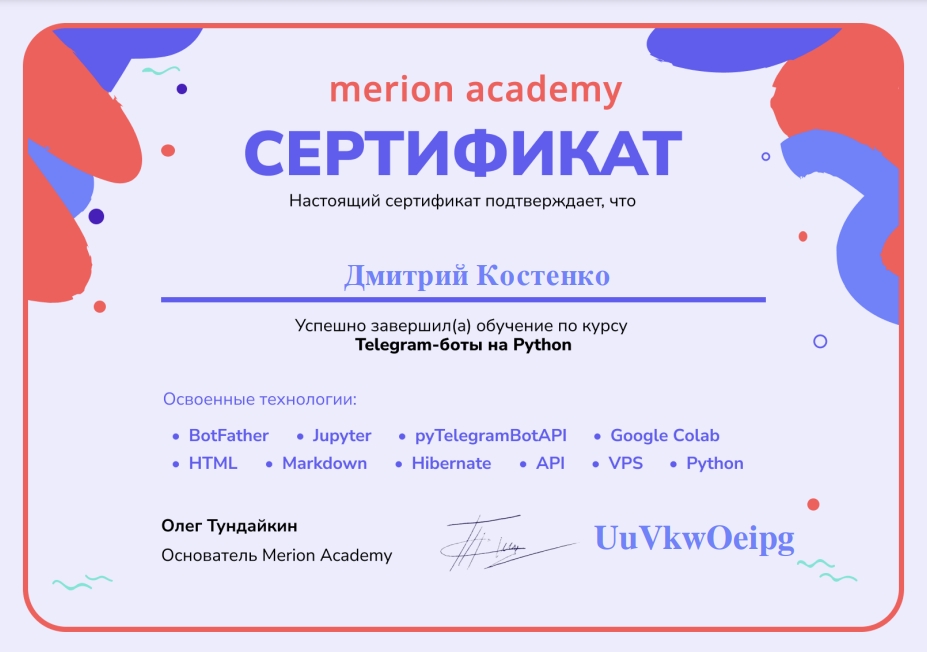 merion academy
СЕРТИФИКАТ
Настоящий сертификат подтверждает, что
Дмитрий Костенко
Успешно завершил(а) обучение по курсу
Telegram-боты на Python
Освоенные технологии:
• BotFather • Jupyter • pyTelegramBotAPI • Google Colab
• HTML • Markdown • Hibernate • API • VPS • Python
Олег Тундайкин
Основатель Merion Academy
UuVkwOeipg